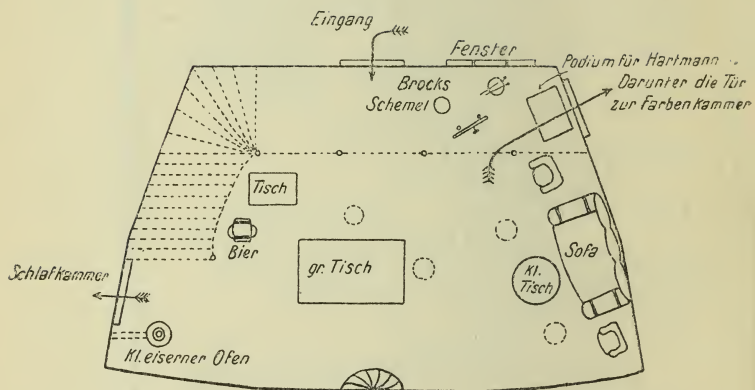 Eingang
Fenster
Podium für Hartmann
Darunter die Tür
zur Farbenkammer
Brocks
Schemel
Tisch
Bier
gr. Tisch
Kl.
Tisch
Sofa
Schlafkammer
Kl. eiserner Ofen